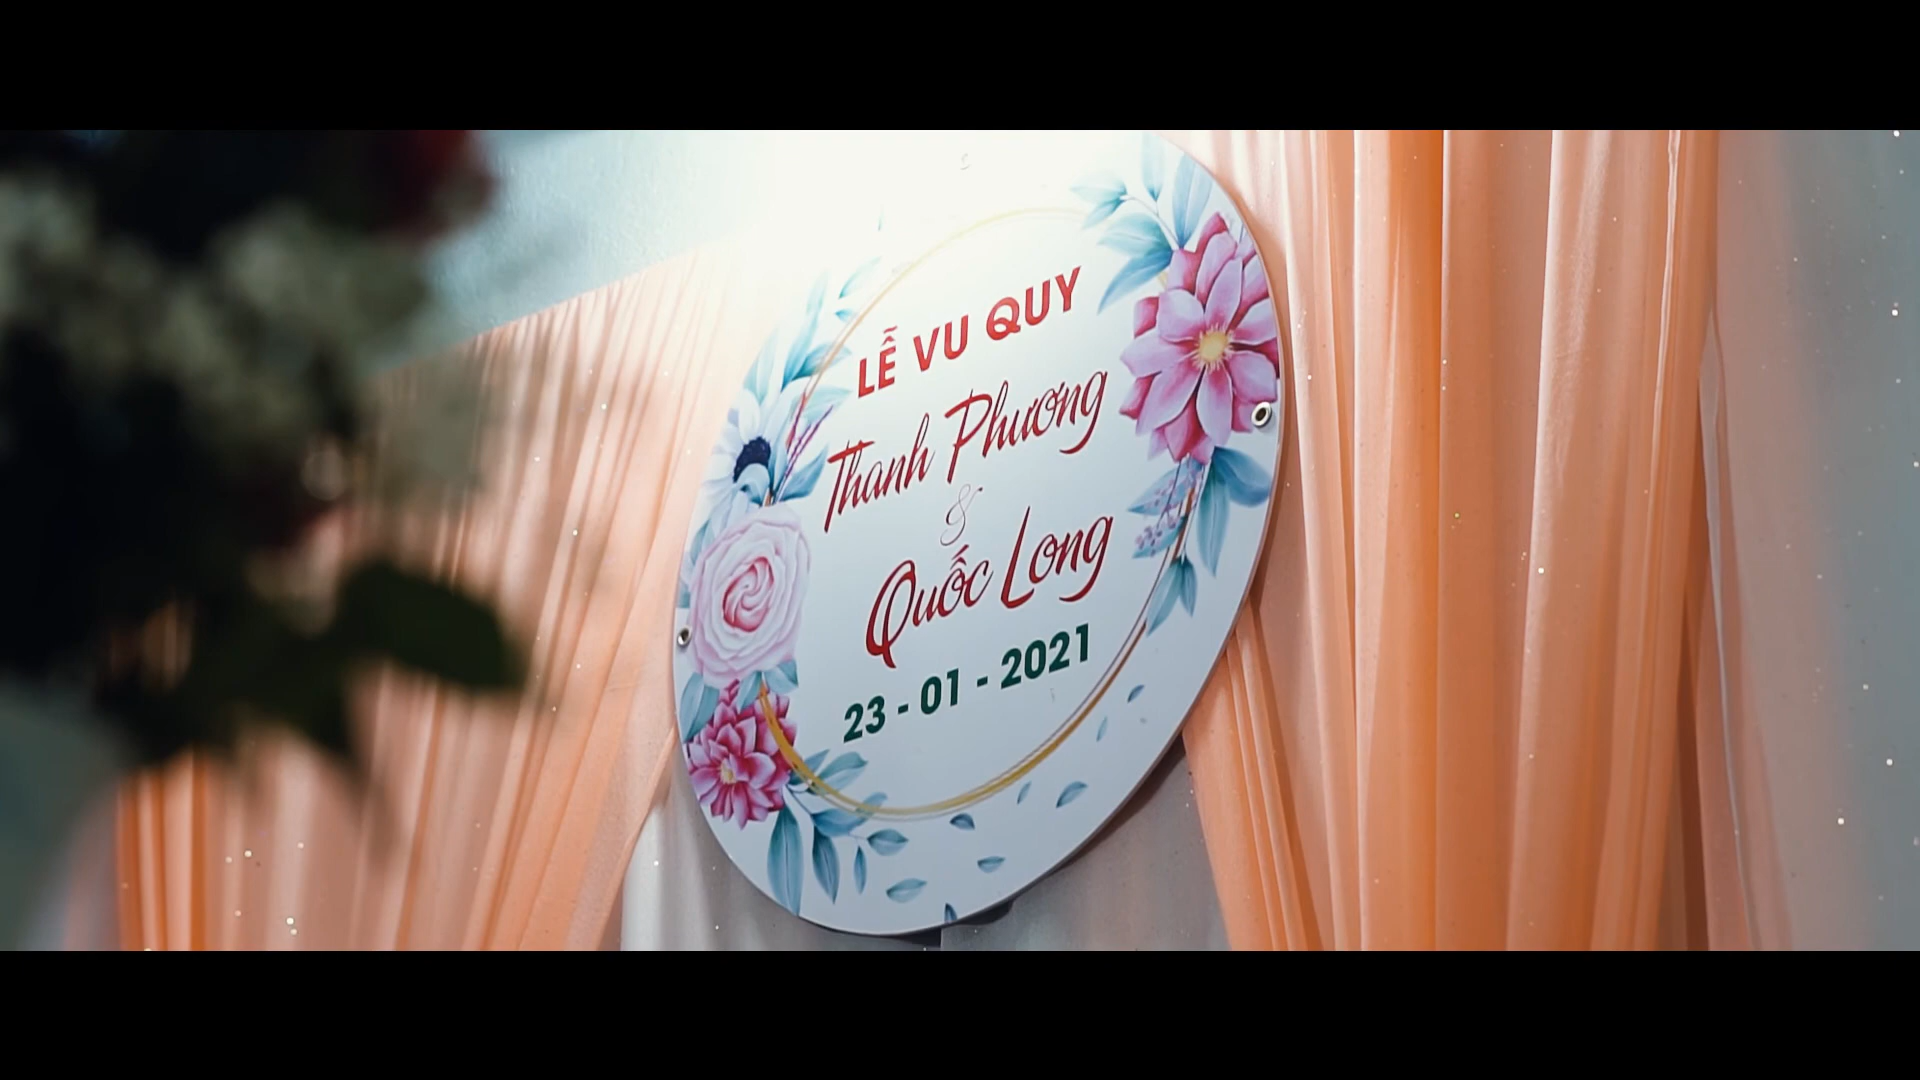 LỄ VU QUY
Thanh Phương
&
Quốc Long
23 - 01 - 2021